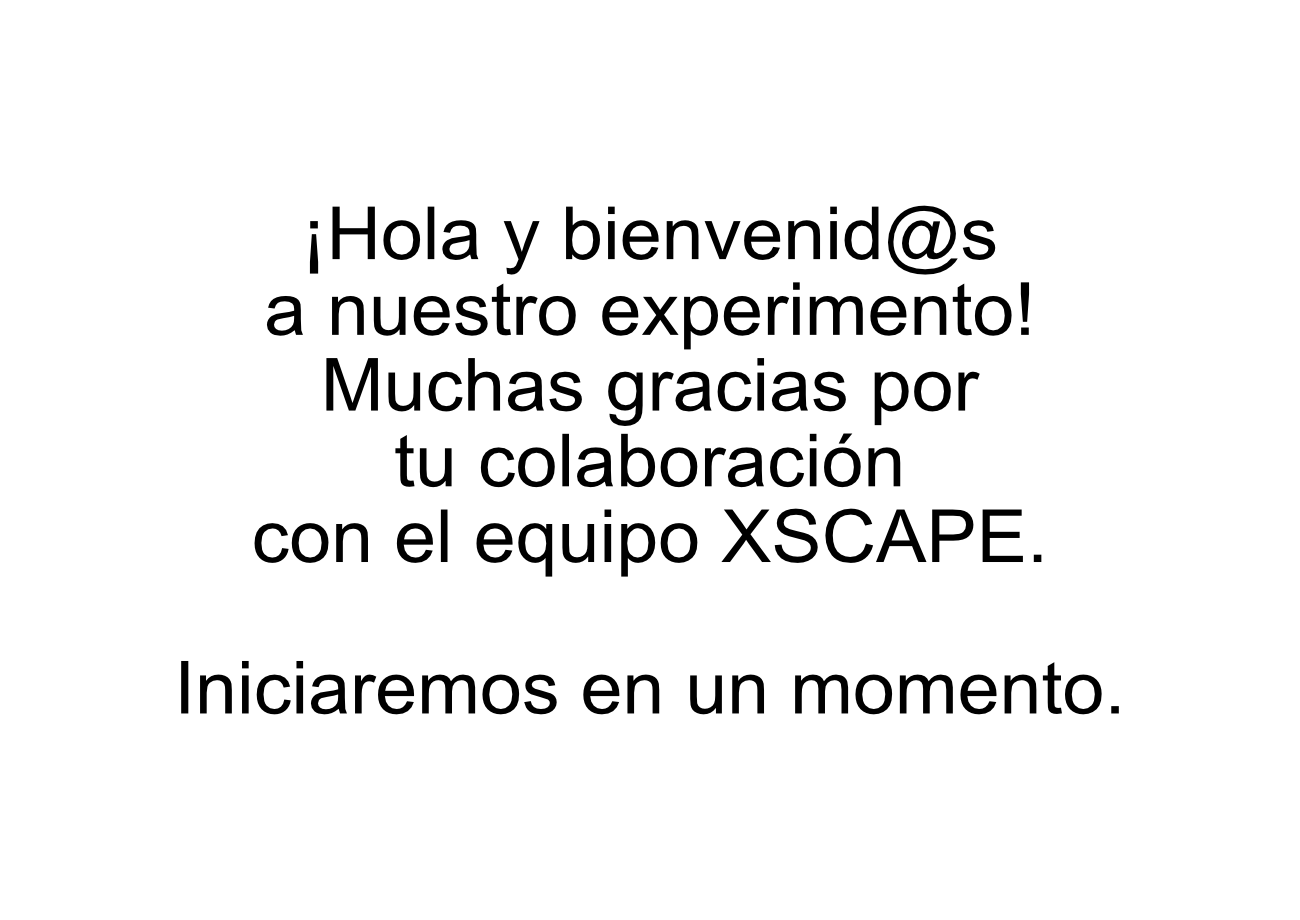 ¡Hola y bienvenid@s
a nuestro experimento!
Muchas gracias por
tu colaboración
con el equipo XSCAPE.
Iniciaremos en un momento.